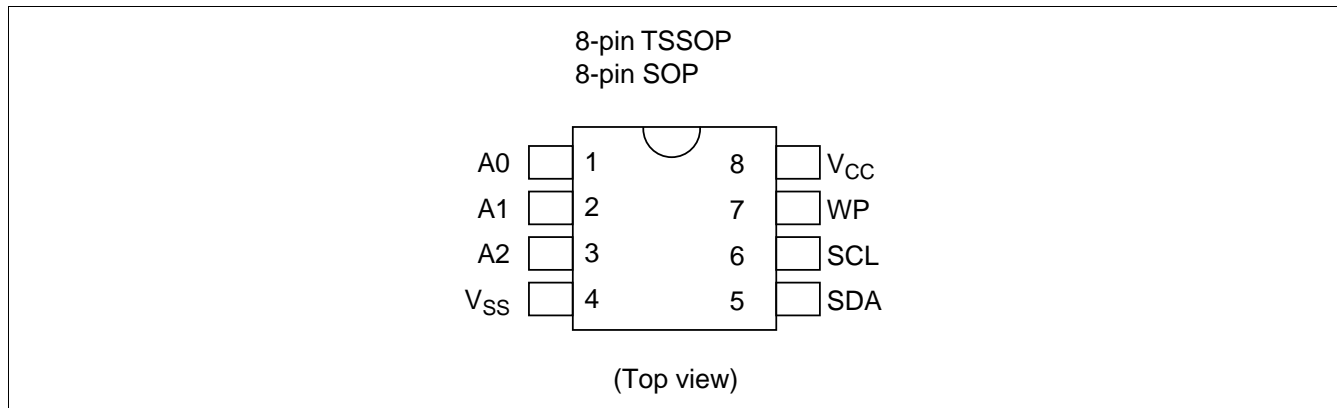 8-pin TSSOP
8-pin SOP
A0 1 8 VCC
A1 2 7 WP
A2 3 6 SCL
VSS 4 5 SDA
(Top view)